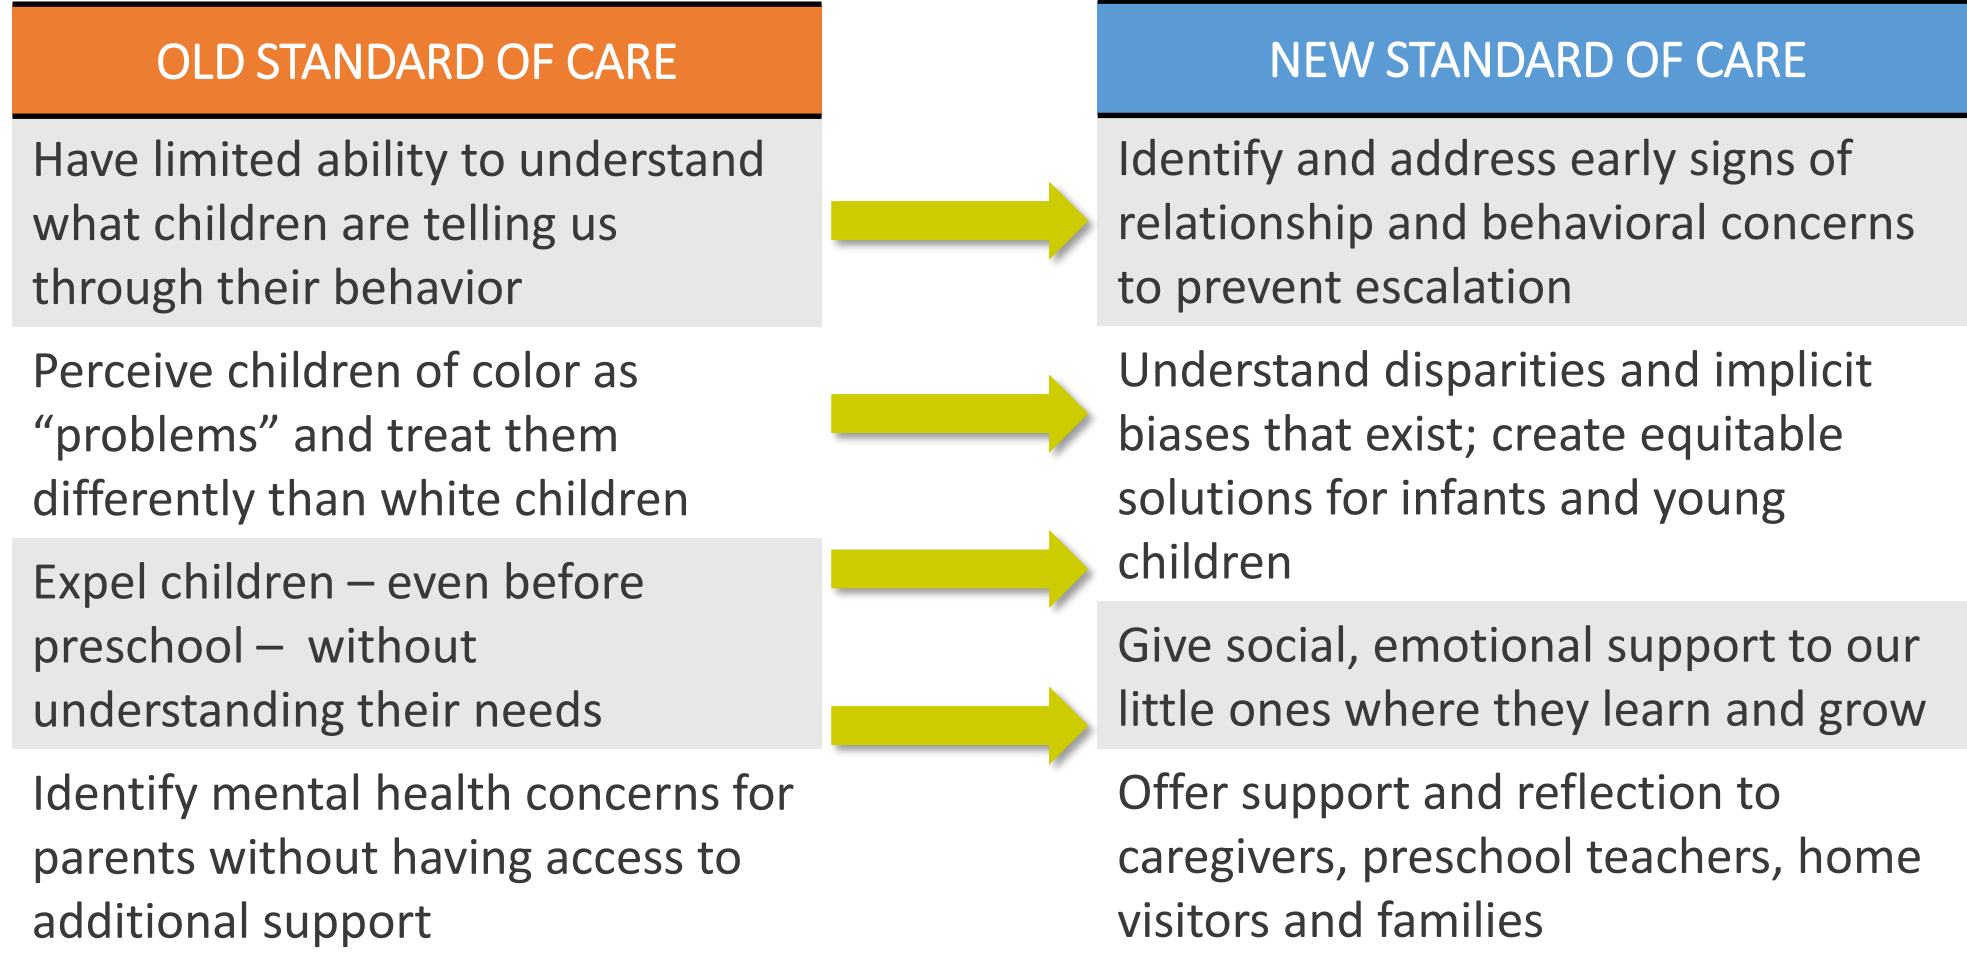 OLD STANDARD OF CARE
Have limited ability to understand
what children are telling us
through their behavior
Perceive children of color as
“problems” and treat them
differently than white children
Expel children – even before
preschool –  without
understanding their needs
Identify mental health concerns for
parents without having access to
additional support
NEW STANDARD OF CARE
Identify and address early signs of
relationship and behavioral concerns
to prevent escalation
Understand disparities and implicit
biases that exist; create equitable
solutions for infants and young
children
Give social, emotional support to our
little ones where they learn and grow
Offer support and reflection to
caregivers, preschool teachers, home
visitors and families